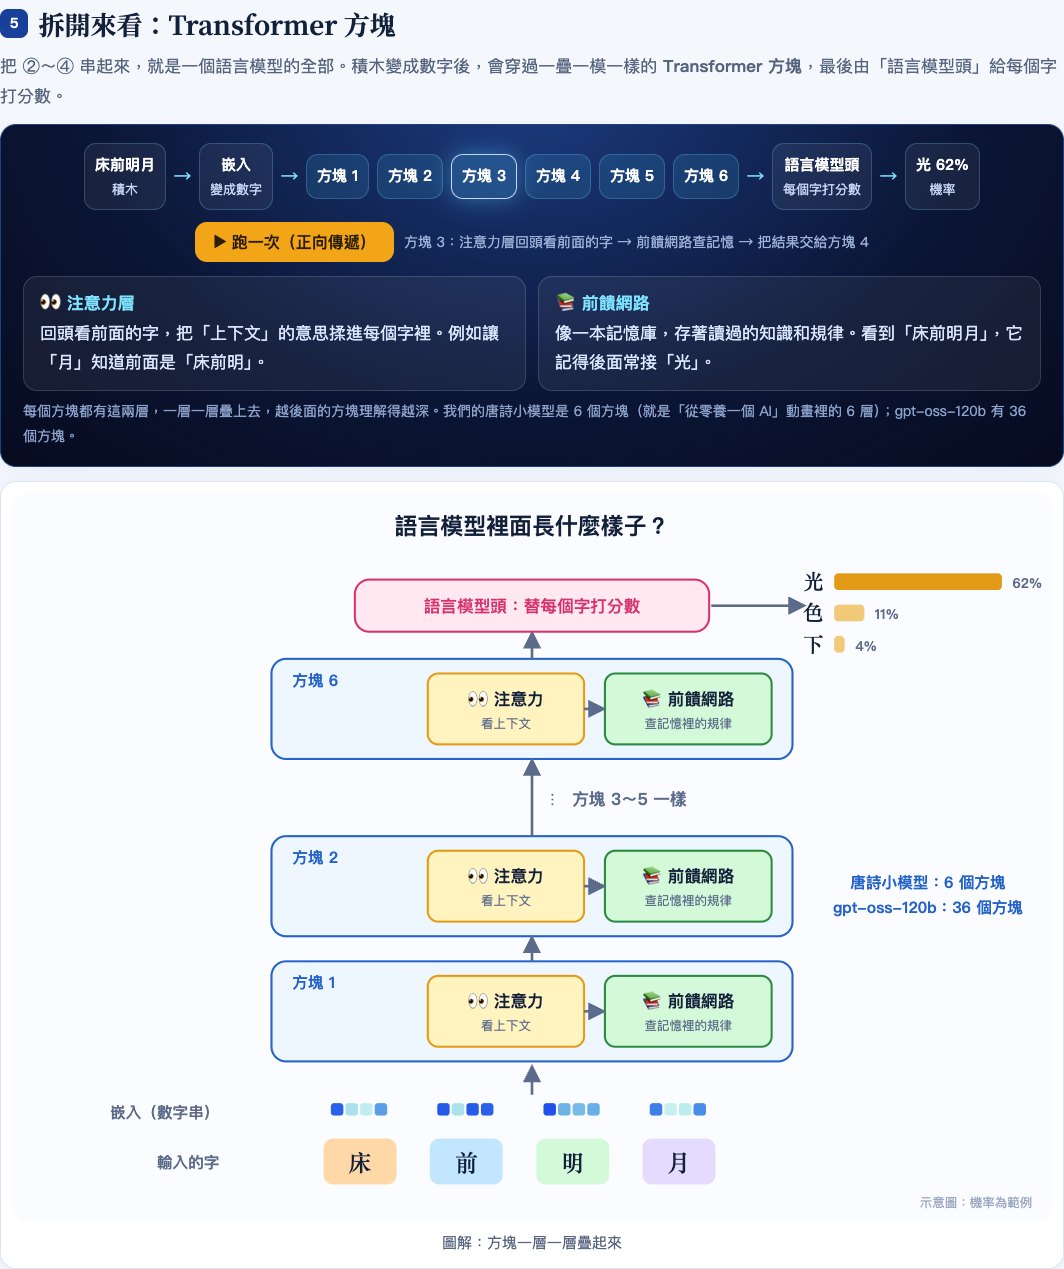 5 拆開來看：Transformer 方塊
把 ②～④ 串起來，就是一個語言模型的全部。積木變成數字後，會穿過一疊一模一樣的 Transformer 方塊，最後由「語言模型頭」給每個字
打分數。
床前明月 → 嵌入 → 方塊 1 方塊 2 方塊 3 方塊 4 方塊 5 方塊 6 → 語言模型頭 → 光 62%
積木 變成數字 每個字打分數 機率
▶ 跑一次（正向傳遞） 方塊 3：注意力層回頭看前面的字 → 前饋網路查記憶 → 把結果交給方塊 4
👀 注意力層
回頭看前面的字，把「上下文」的意思揉進每個字裡。例如讓
「月」知道前面是「床前明」。
📚 前饋網路
像一本記憶庫，存著讀過的知識和規律。看到「床前明月」，它
記得後面常接「光」。
每個方塊都有這兩層，一層一層疊上去，越後面的方塊理解得越深。我們的唐詩小模型是 6 個方塊（就是「從零養一個 AI」動畫裡的 6 層）；gpt-oss-120b 有 36
個方塊。
語言模型裡面長什麼樣子？
語言模型頭：替每個字打分數
光 62%
色 11%
下 4%
方塊 6
👀 注意力
看上下文
📚 前饋網路
查記憶裡的規律
⋮ 方塊 3～5 一樣
方塊 2
👀 注意力
看上下文
📚 前饋網路
查記憶裡的規律
唐詩小模型：6 個方塊
gpt-oss-120b：36 個方塊
方塊 1
👀 注意力
看上下文
📚 前饋網路
查記憶裡的規律
嵌入（數字串）
輸入的字 床 前 明 月
示意圖：機率為範例
圖解：方塊一層一層疊起來